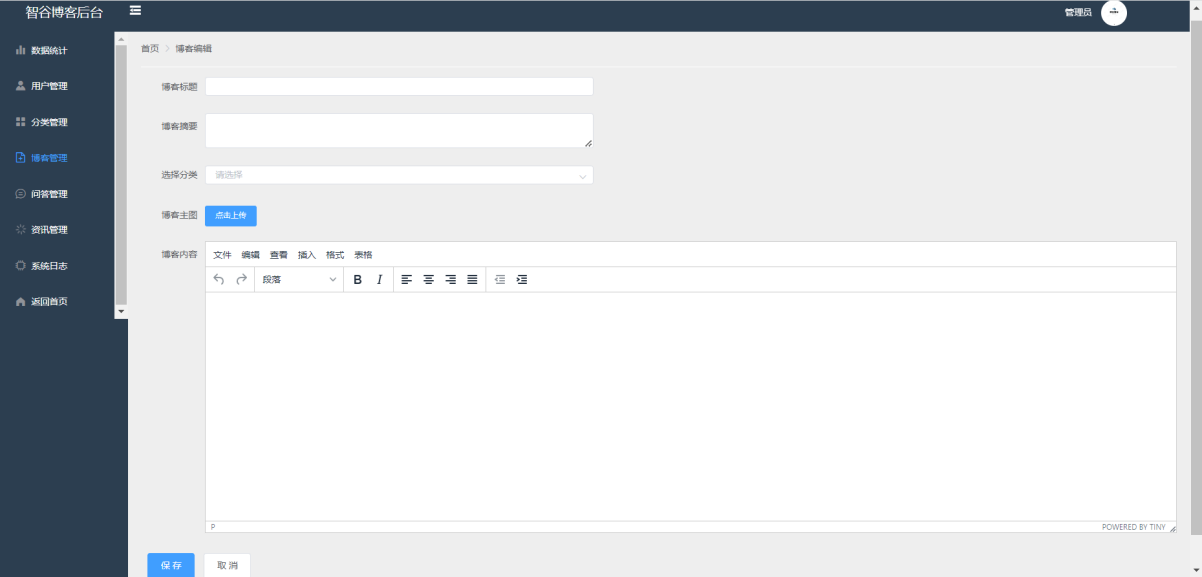 智谷博客后台
管理员
数据统计
用户管理
分类管理
博客管理
问答管理
资讯管理
系统日志
返回首页
首页 > 博客编辑
博客标题
博客摘要
选择分类 请选择
博客主图 点击上传
博客内容 文件 编辑 查看 插入 格式 表格
段落 B I
P POWERED BY TINY
保存 取消